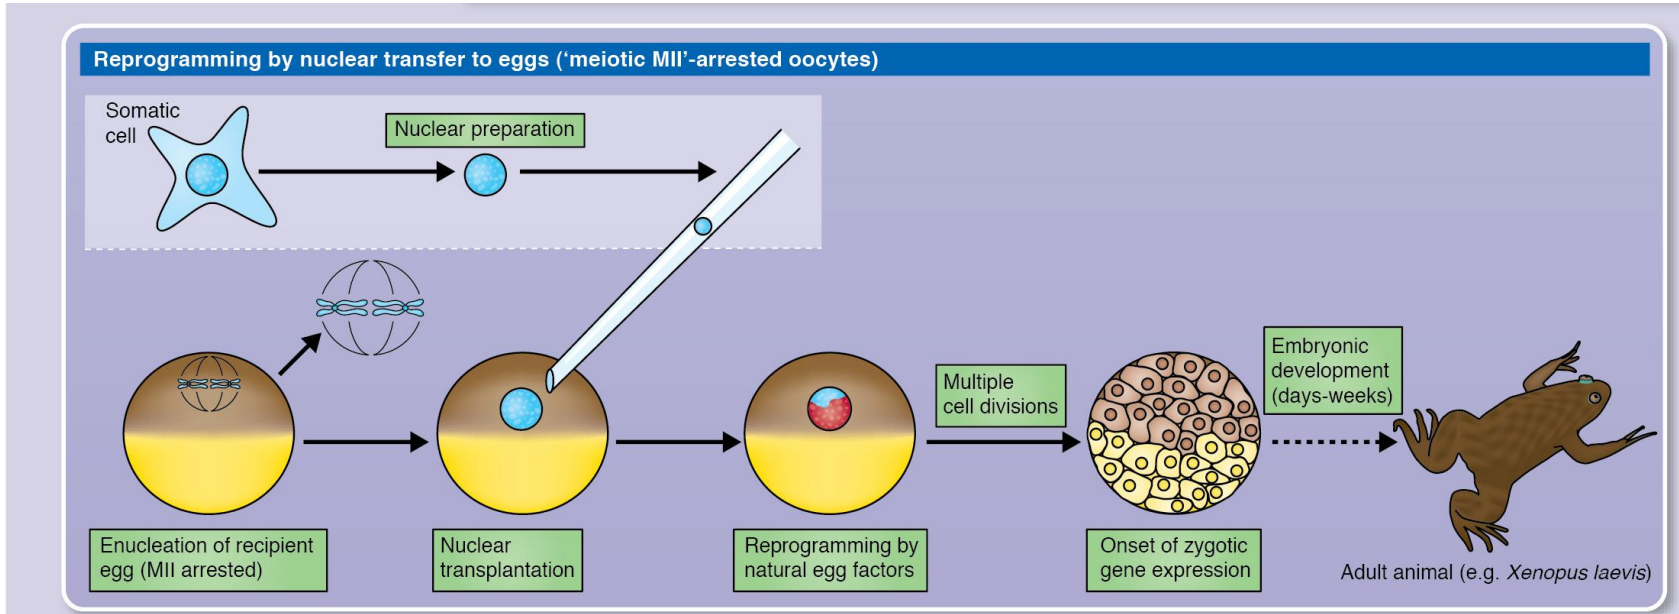 Reprogramming by nuclear transfer to eggs (‘meiotic MII’-arrested oocytes)
Somatic
cell
Nuclear preparation
Enucleation of recipient
egg (MII arrested)
Nuclear
transplantation
Reprogramming by
natural egg factors
Multiple
cell divisions
Onset of zygotic
gene expression
Embryonic
development
(days-weeks)
Adult animal (e.g. Xenopus laevis)